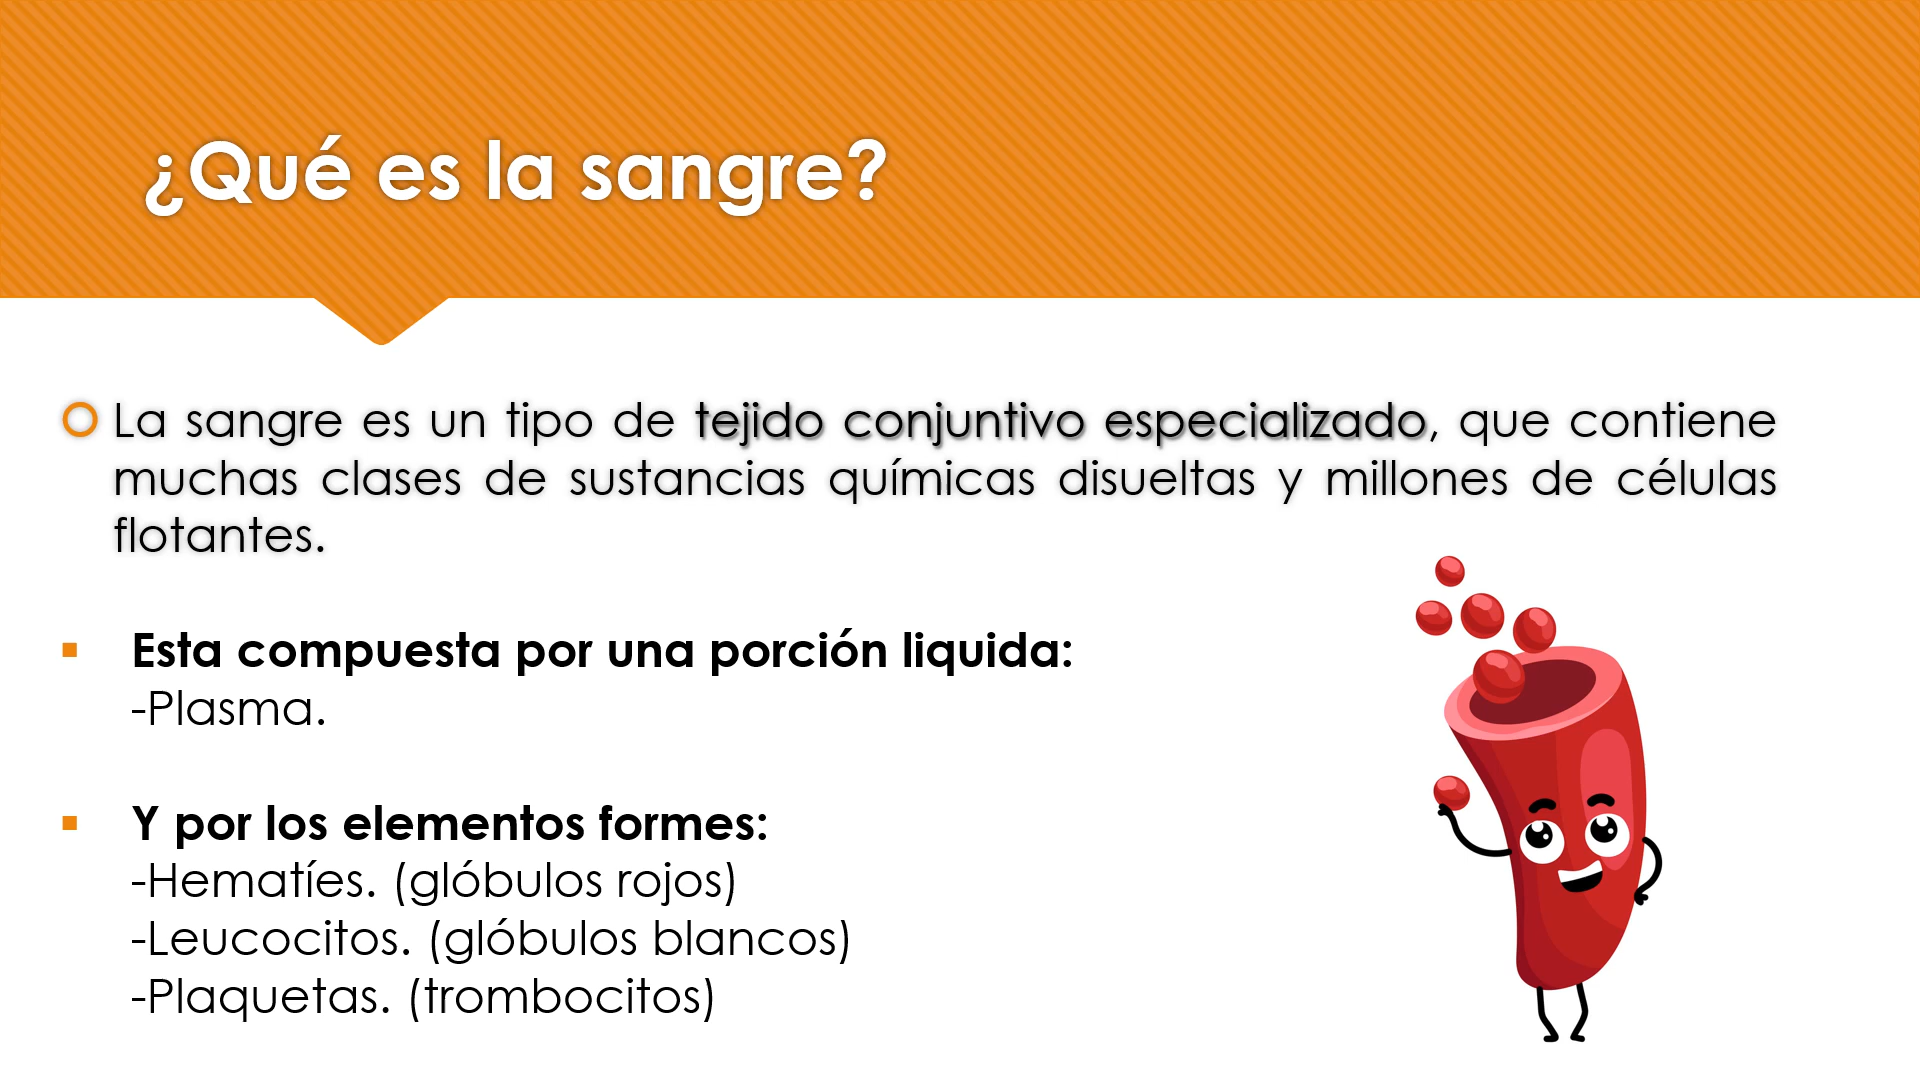 ¿Qué es la sangre?
La sangre es un tipo de tejido conjuntivo especializado, que contiene
muchas clases de sustancias químicas disueltas y millones de células
flotantes.
Esta compuesta por una porción liquida:
-Plasma.
Y por los elementos formes:
-Hematíes. (glóbulos rojos)
-Leucocitos. (glóbulos blancos)
-Plaquetas. (trombocitos)